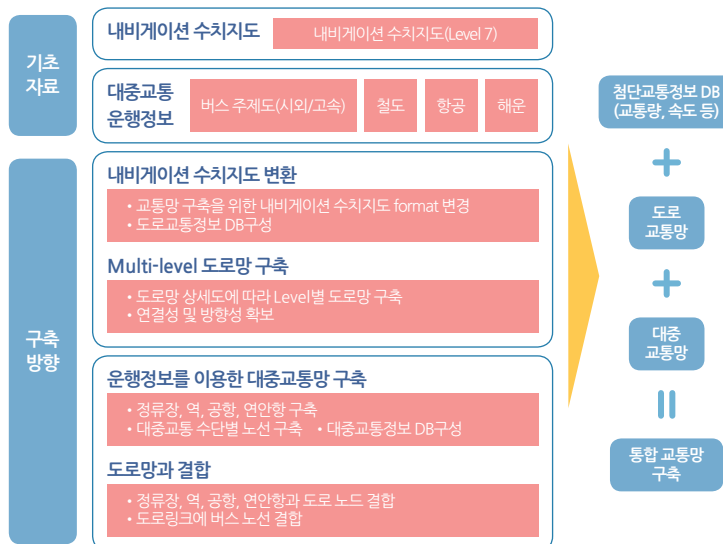 기초
자료
내비게이션 수치지도
내비게이션 수치지도(Level 7)
대중교통
운행정보
버스 주제도(시외/고속)
철도
항공
해운
구축
방향
내비게이션 수치지도 변환
• 교통망 구축을 위한 내비게이션 수치지도 format 변경
• 도로교통정보 DB구성
Multi-level 도로망 구축
• 도로망 상세도에 따라 Level별 도로망 구축
• 연결성 및 방향성 확보
운행정보를 이용한 대중교통망 구축
• 정류장, 역, 공항, 연안항 구축
• 대중교통 수단별 노선 구축 • 대중교통정보 DB구성
도로망과 결합
• 정류장, 역, 공항, 연안항과 도로 노드 결합
• 도로링크에 버스 노선 결합
첨단교통정보 DB
(교통량, 속도 등)
+
도로
교통망
+
대중
교통망
=
통합 교통망
구축